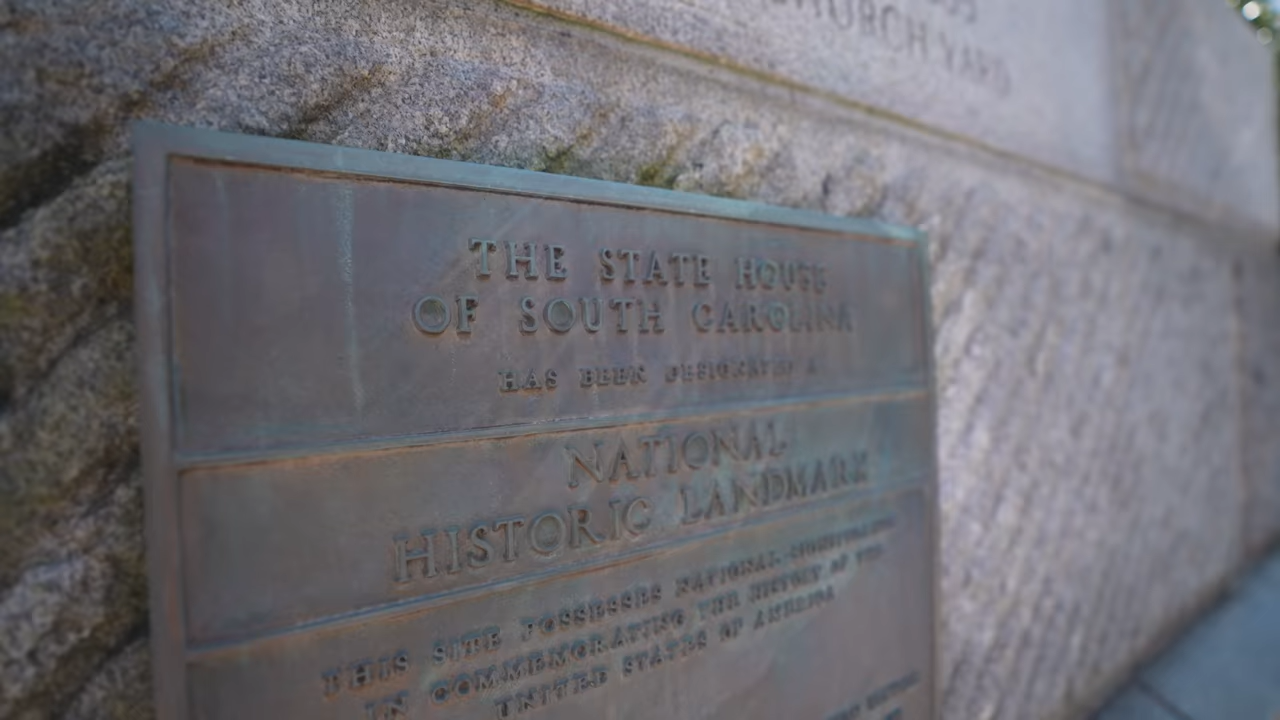 CHURCH YARD
THE STATE HOUSE
OF SOUTH CAROLINA
HAS BEEN DESIGNATED A
NATIONAL
HISTORIC LANDMARK
THIS SITE POSSESSES NATIONAL SIGNIFICANCE
IN COMMEMORATING THE HISTORY OF THE
UNITED STATES OF AMERICA